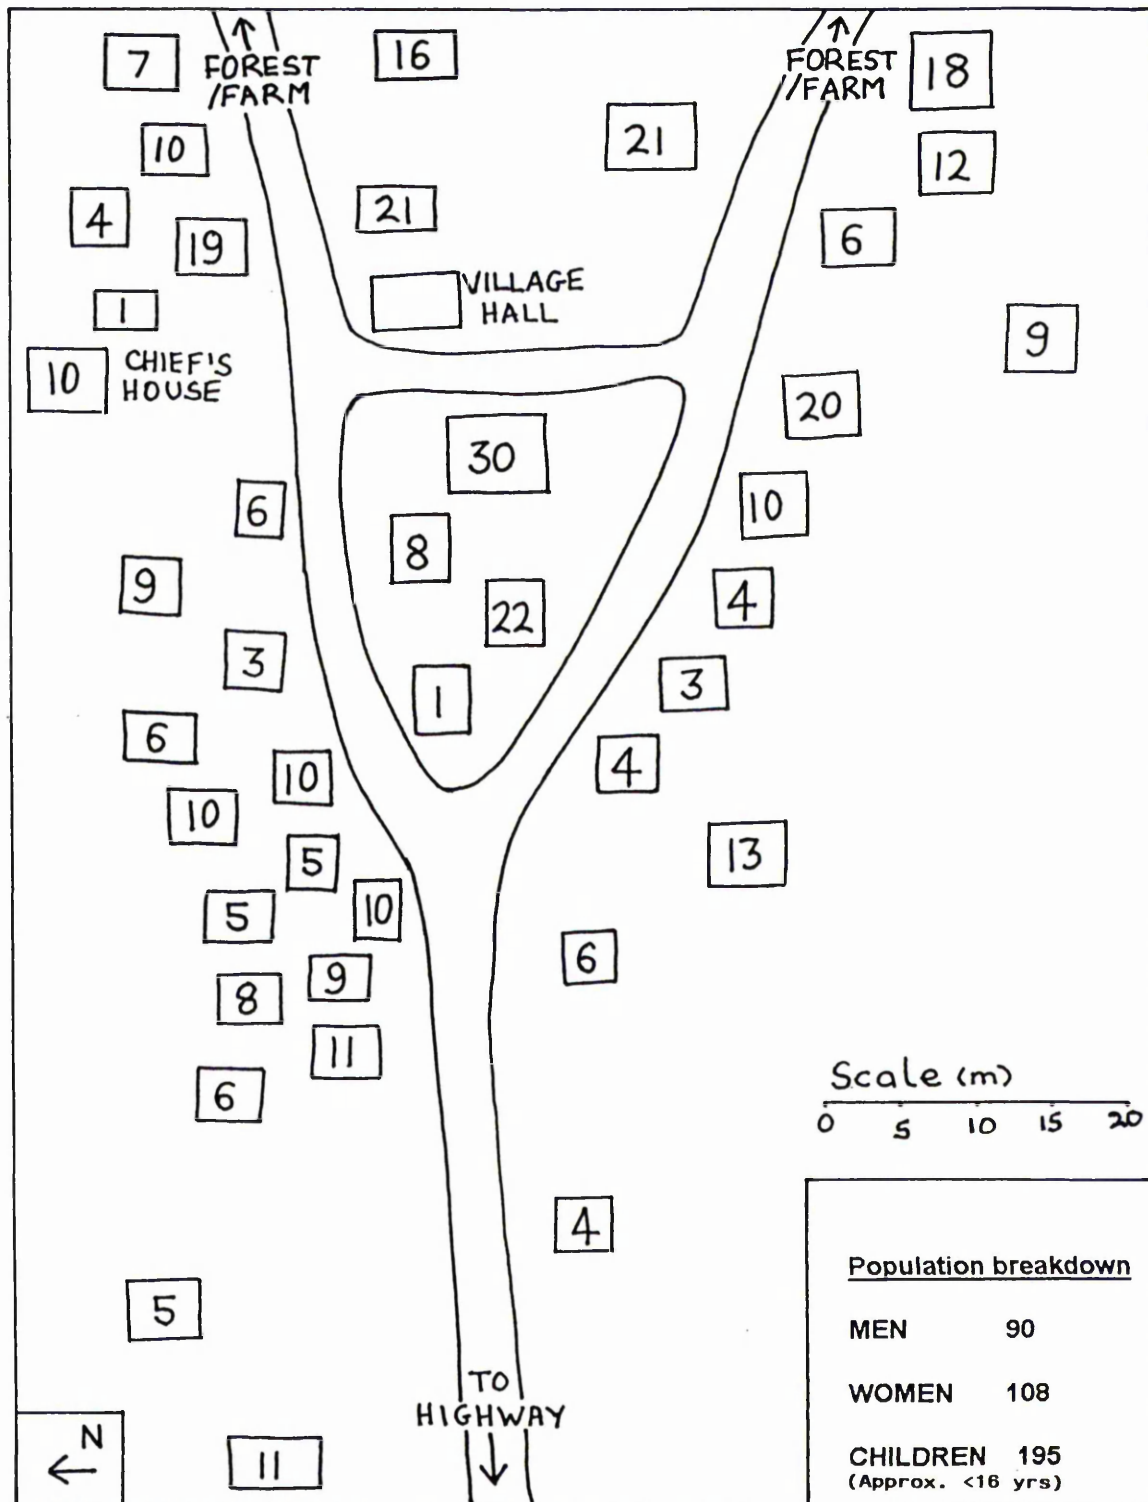 ↑ ↑
7 FOREST 16 FOREST 18
/FARM /FARM
10 21 12
4 19 21 6
1 VILLAGE
HALL
9
10 CHIEF'S
HOUSE
20
30
6 10
8
9 4
22
3 3
1
6 4
10
10
5 13
5 10
9 6
8
11
6
Scale (m)
0 5 10 15 20
4
5
Population breakdown
MEN 90
WOMEN 108
CHILDREN 195
(Approx. <16 yrs)
TO
HIGHWAY
↓
N
←
11